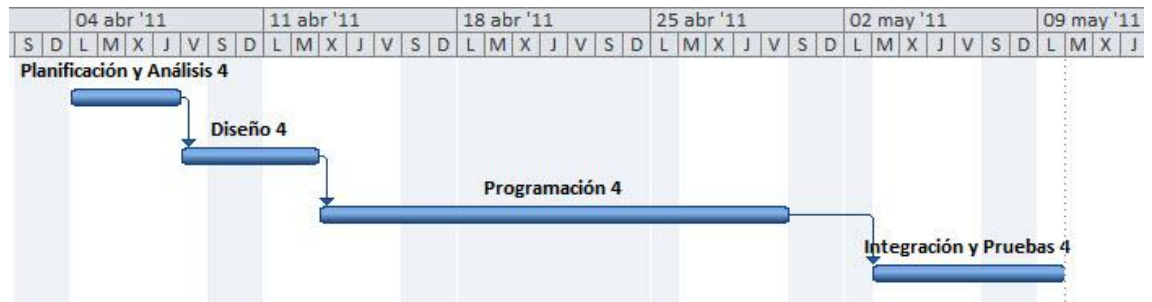 04 abr '11 11 abr '11 18 abr '11 25 abr '11 02 may '11 09 may '11
S D L M X J V S D L M X J V S D L M X J V S D L M X J V S D L M X J V S D L M X J
Planificación y Análisis 4
Diseño 4
Programación 4
Integración y Pruebas 4